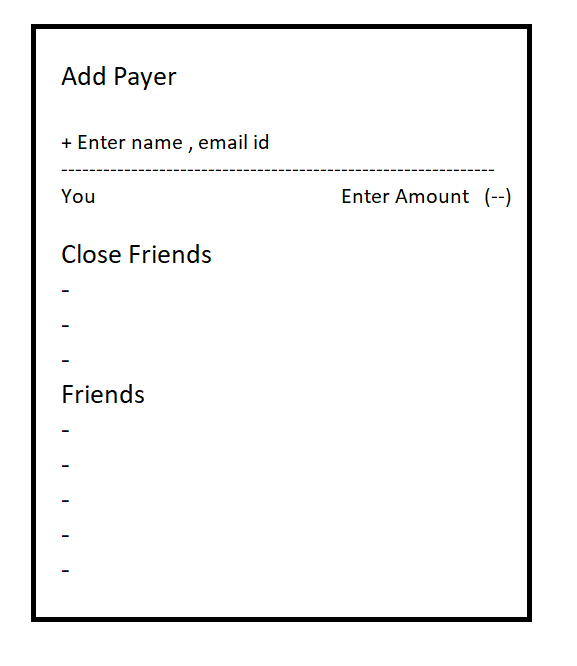 Add Payer
+ Enter name , email id
--------------------------------------------------------------
You Enter Amount (--)
Close Friends
-
-
-
Friends
-
-
-
-
-